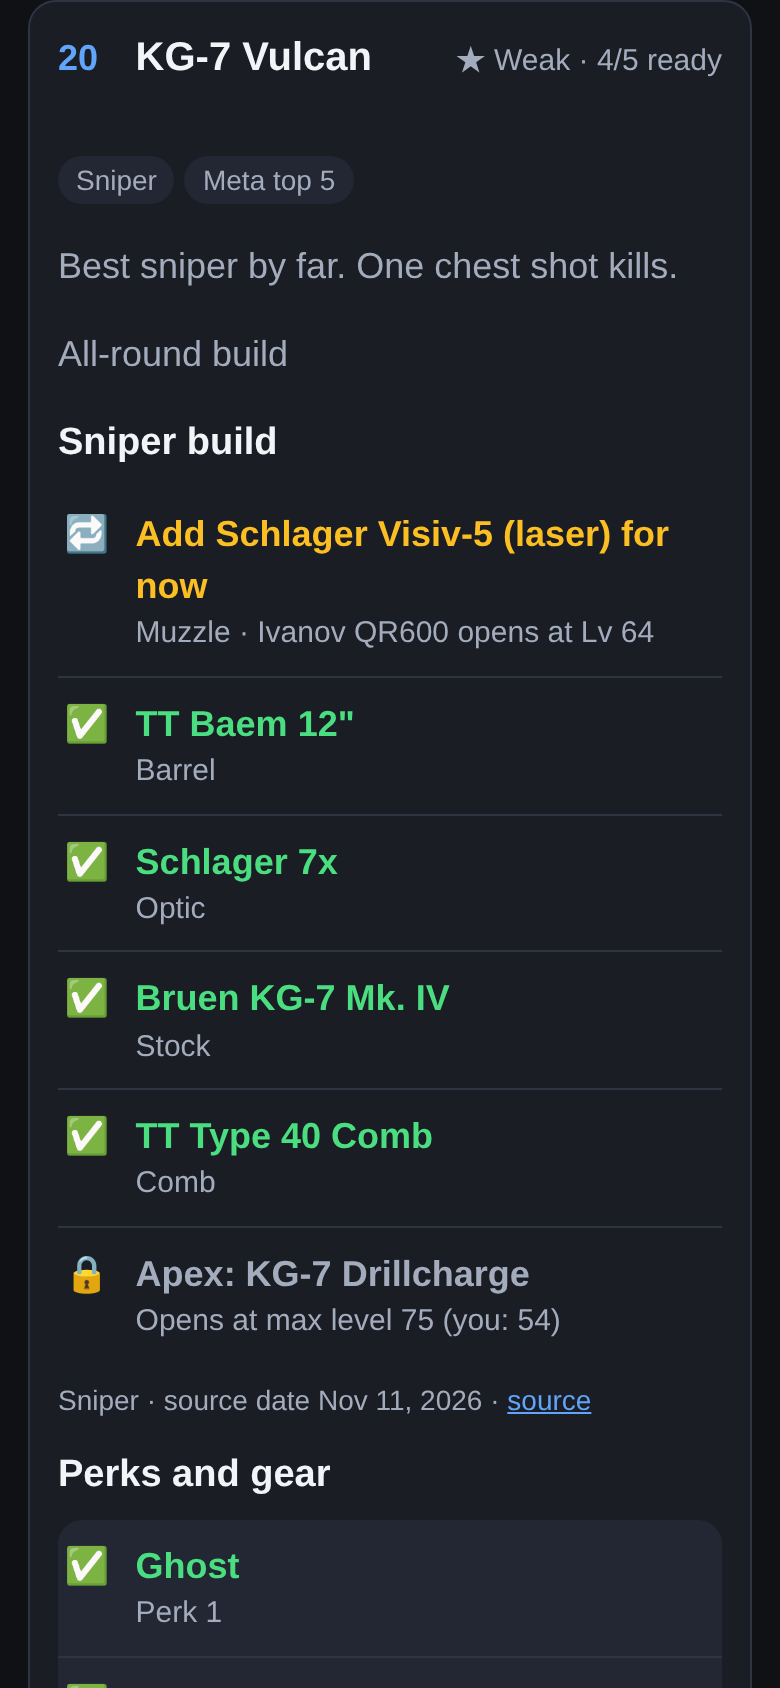 20 KG-7 Vulcan ★ Weak · 4/5 ready
Sniper Meta top 5
Best sniper by far. One chest shot kills.
All-round build
Sniper build
Add Schlager Visiv-5 (laser) for
now
Muzzle · Ivanov QR600 opens at Lv 64
TT Baem 12"
Barrel
Schlager 7x
Optic
Bruen KG-7 Mk. IV
Stock
TT Type 40 Comb
Comb
Apex: KG-7 Drillcharge
Opens at max level 75 (you: 54)
Sniper · source date Nov 11, 2026 · source
Perks and gear
Ghost
Perk 1